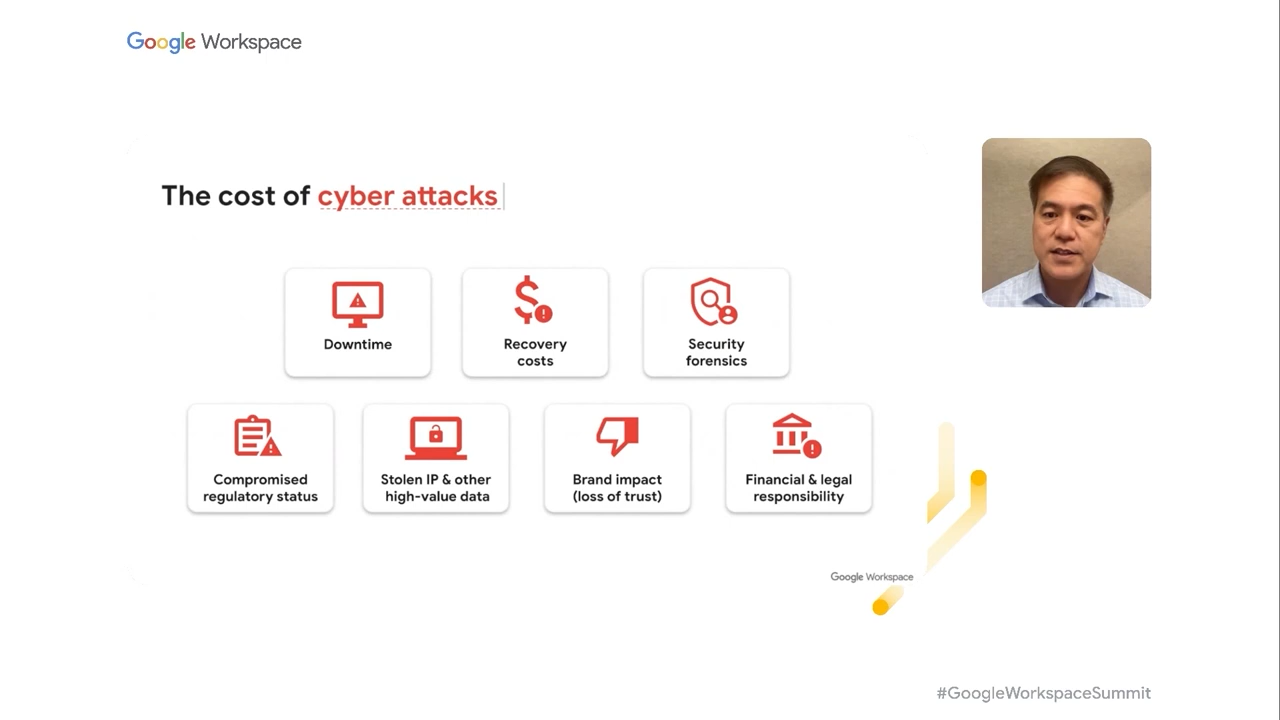 Google Workspace
The cost of cyber attacks
Downtime
Recovery
costs
Security
forensics
Compromised
regulatory status
Stolen IP & other
high-value data
Brand impact
(loss of trust)
Financial & legal
responsibility
Google Workspace
#GoogleWorkspaceSummit